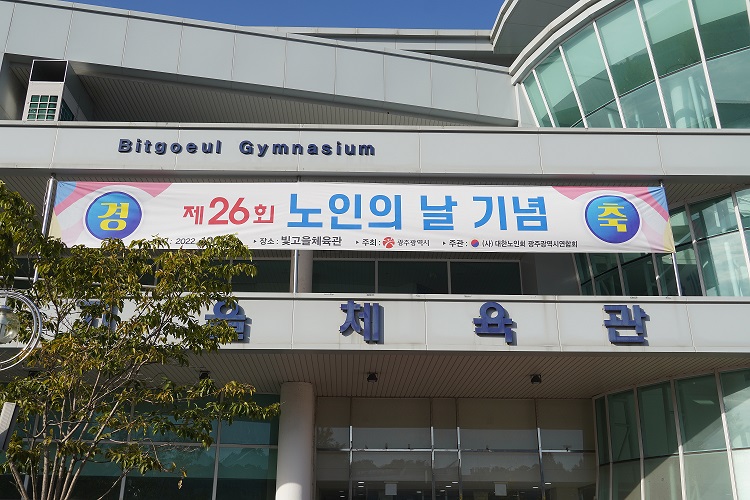 Bitgoeul Gymnasium
경 제26회 노인의 날 기념 축
: 2022. ▸장소 : 빛고을체육관 ▸주최 : 광주광역시 ▸주관 : (사) 대한노인회 광주광역시연합회
을 체 육 관